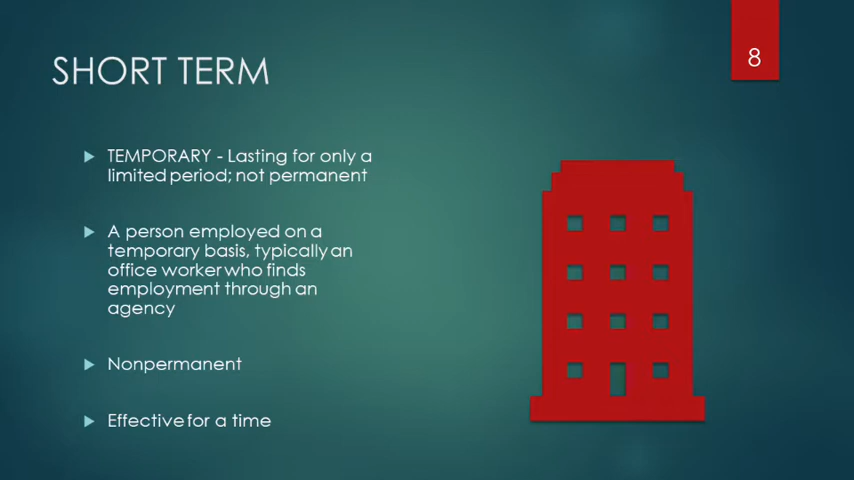 8
SHORT TERM
TEMPORARY - Lasting for only a
limited period; not permanent
A person employed on a
temporary basis, typically an
office worker who finds
employment through an
agency
Nonpermanent
Effective for a time